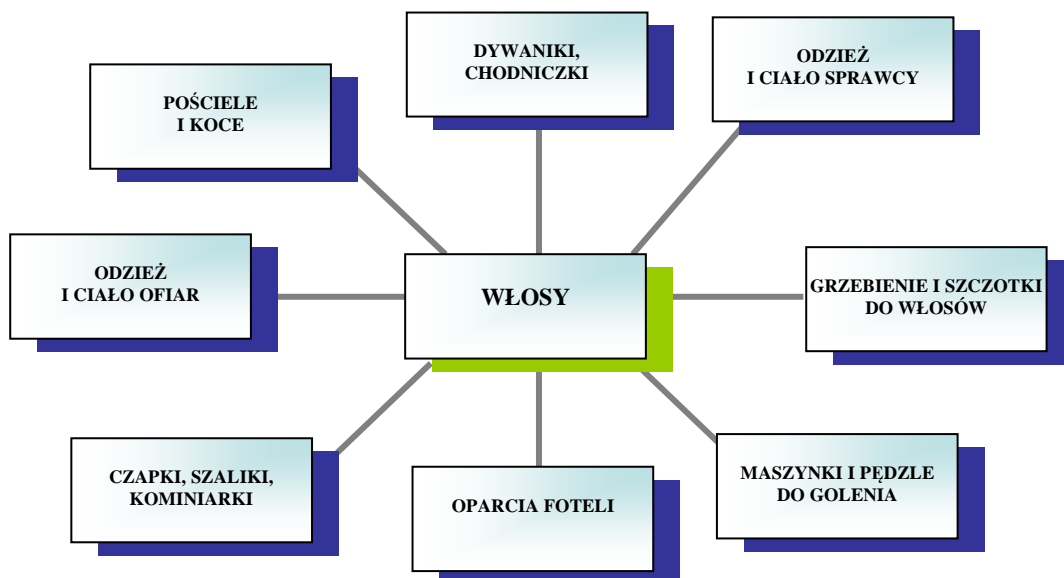 DYWANIKI,
CHODNICZKI
ODZIEŻ
I CIAŁO SPRAWCY
POŚCIELE
I KOCE
ODZIEŻ
I CIAŁO OFIAR
WŁOSY
GRZEBIENIE I SZCZOTKI
DO WŁOSÓW
CZAPKI, SZALIKI,
KOMINIARKI
OPARCIA FOTELI
MASZYNKI I PĘDZLE
DO GOLENIA